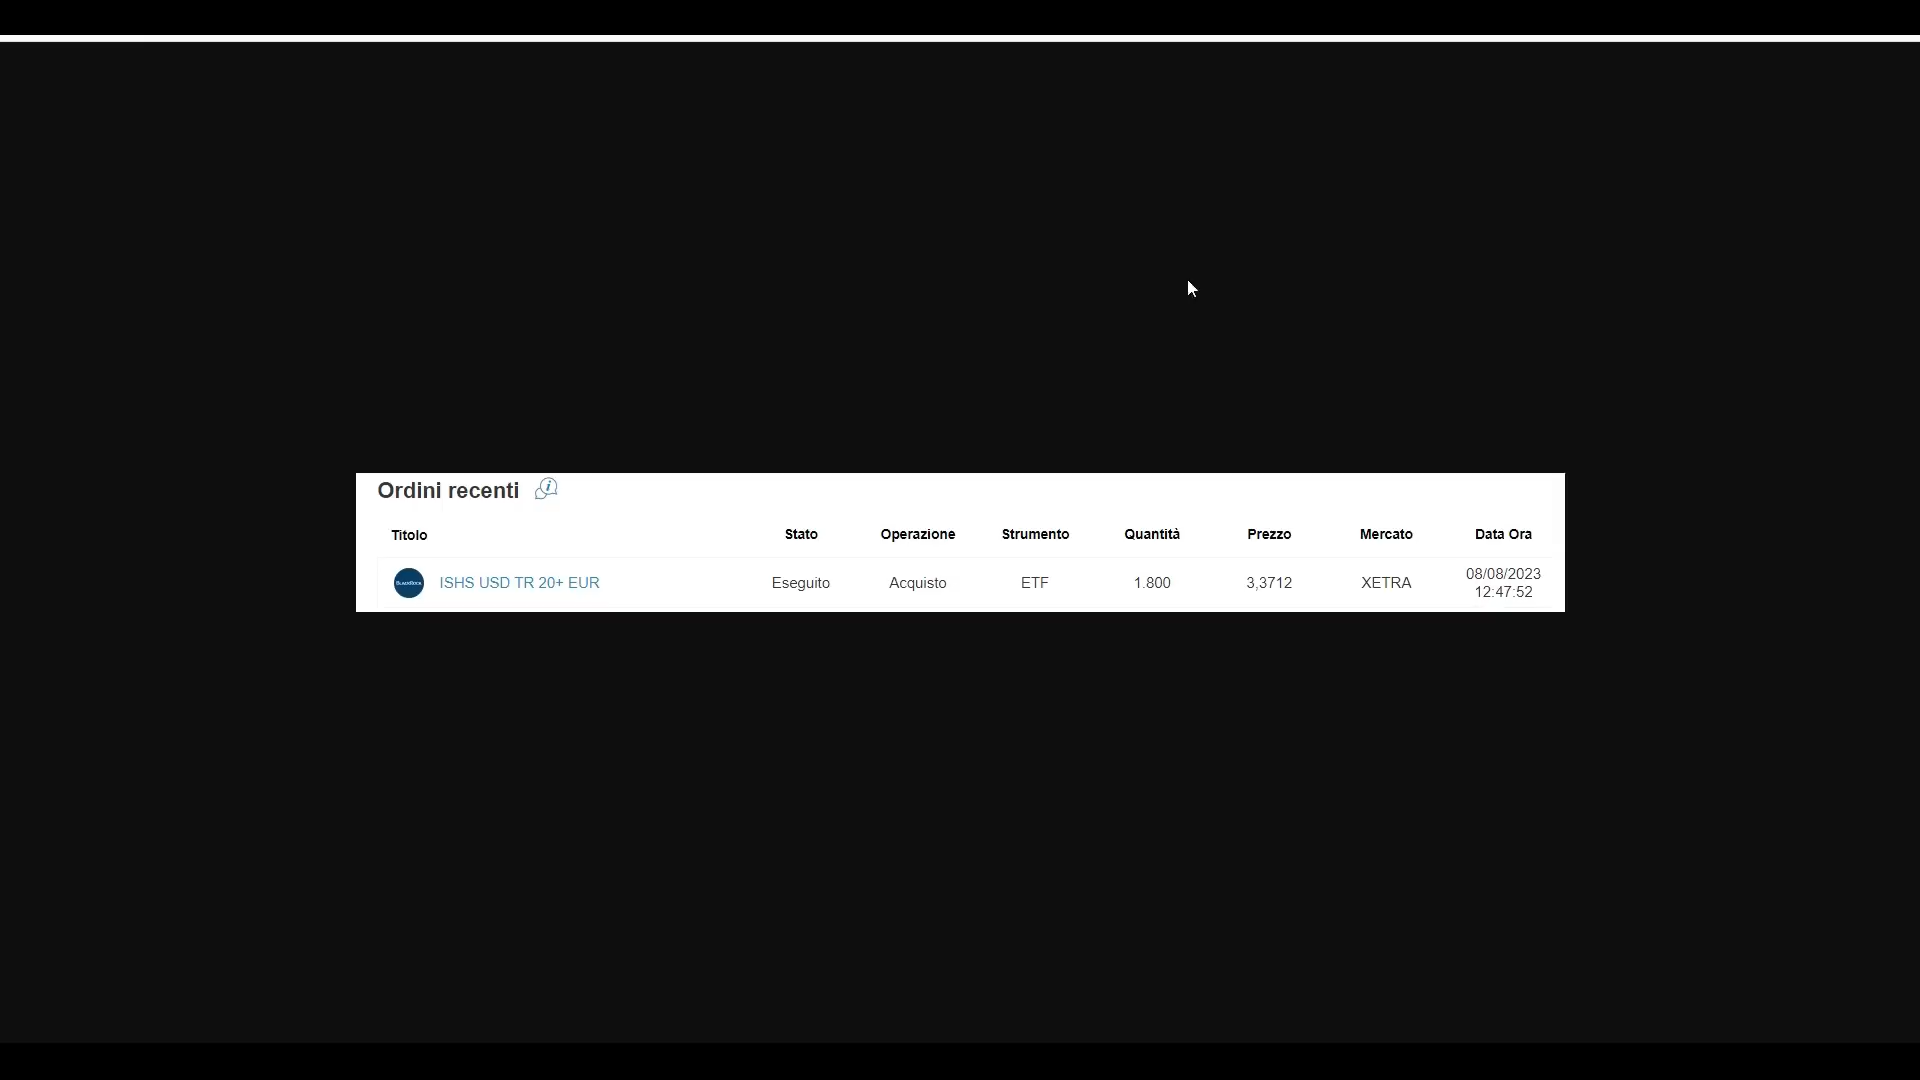 Ordini recenti
Titolo Stato Operazione Strumento Quantità Prezzo Mercato Data Ora
BLACKROCK ISHS USD TR 20+ EUR Eseguito Acquisto ETF 1.800 3,3712 XETRA 08/08/2023
12:47:52